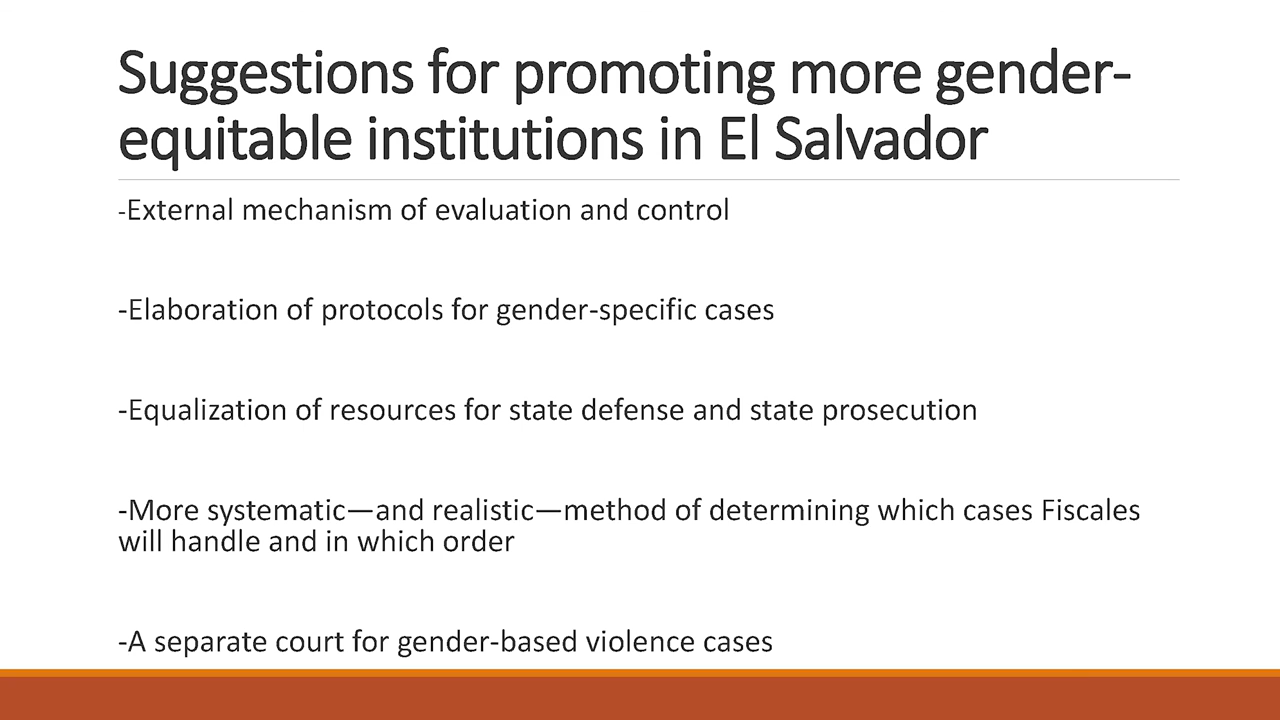 Suggestions for promoting more gender-
equitable institutions in El Salvador
-External mechanism of evaluation and control
-Elaboration of protocols for gender-specific cases
-Equalization of resources for state defense and state prosecution
-More systematic—and realistic—method of determining which cases Fiscales
will handle and in which order
-A separate court for gender-based violence cases